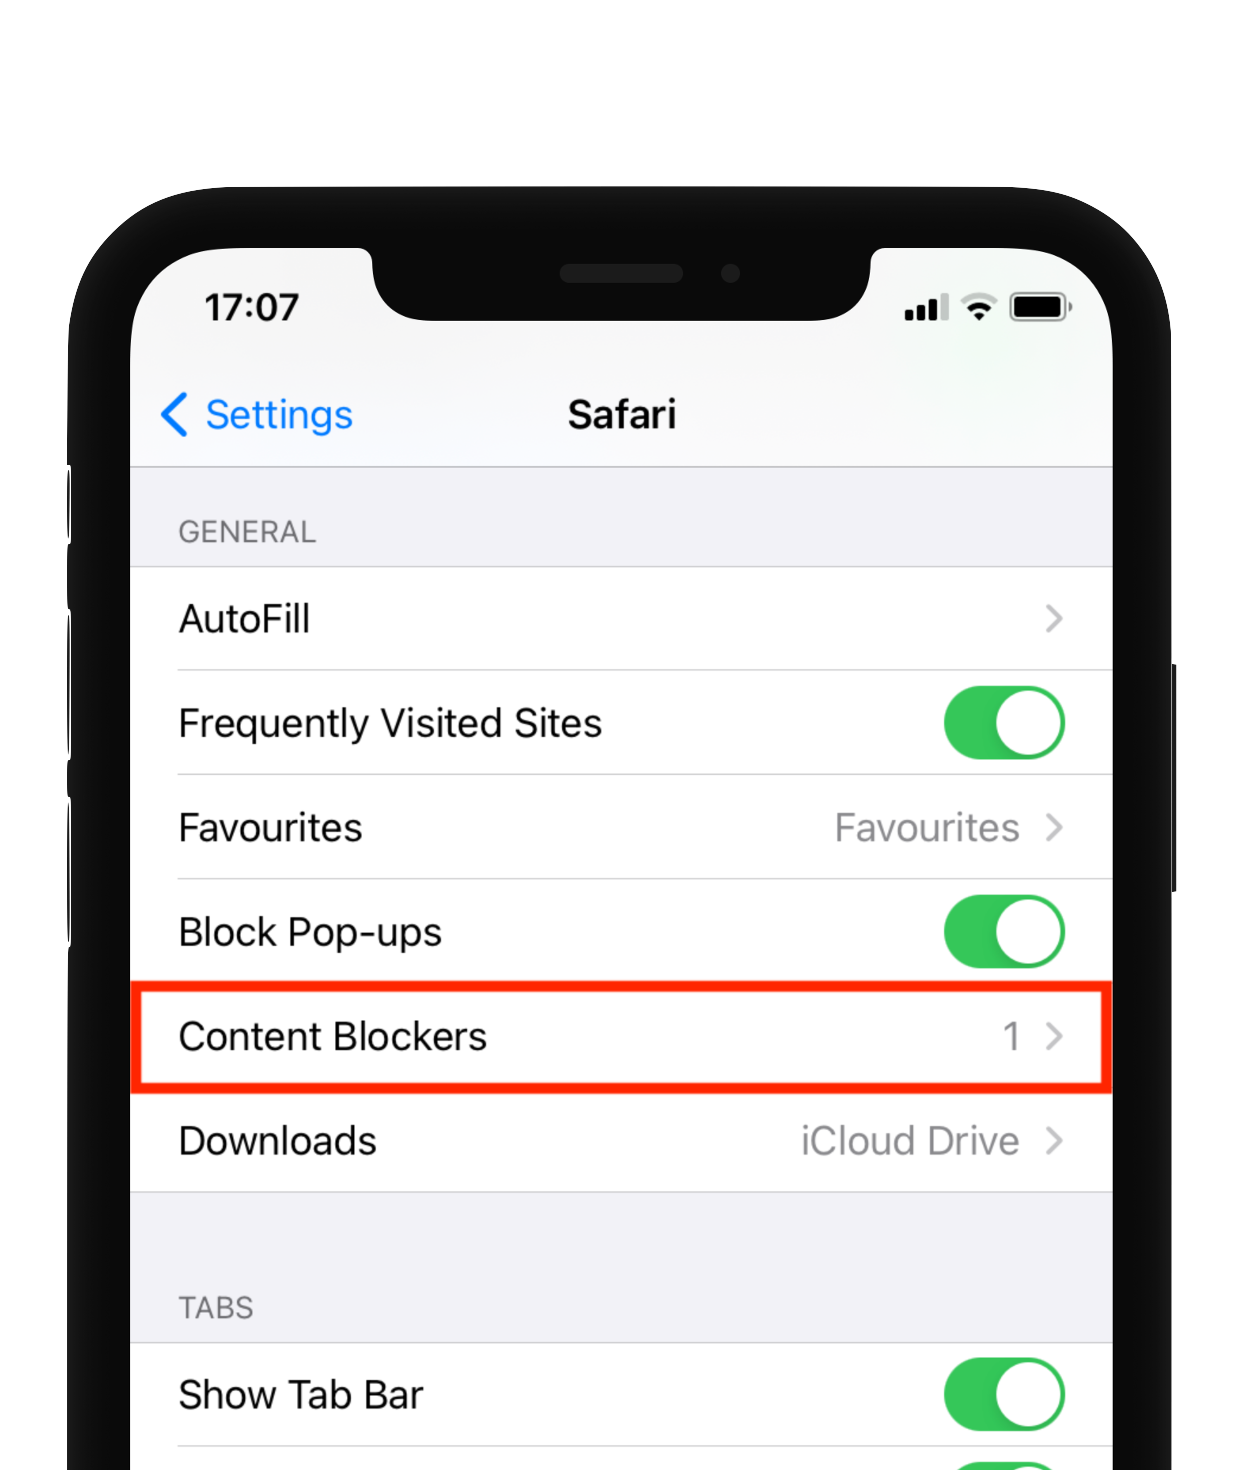 17:07
Settings
Safari
GENERAL
AutoFill
Frequently Visited Sites
Favourites Favourites
Block Pop-ups
Content Blockers 1
Downloads iCloud Drive
TABS
Show Tab Bar